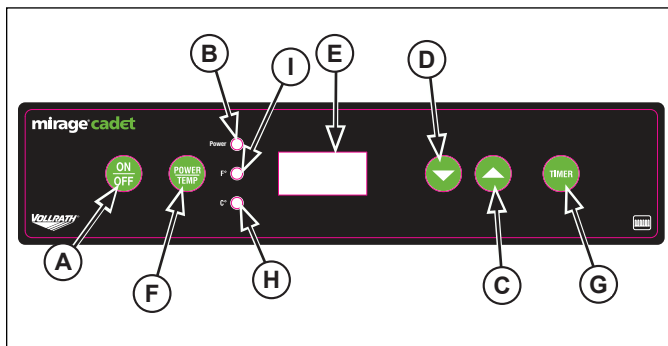 B I E D
mirage cadet
Power
ON
OFF
POWER
TEMP
F°
TIMER
C°
VOLLRATH
A F H C G